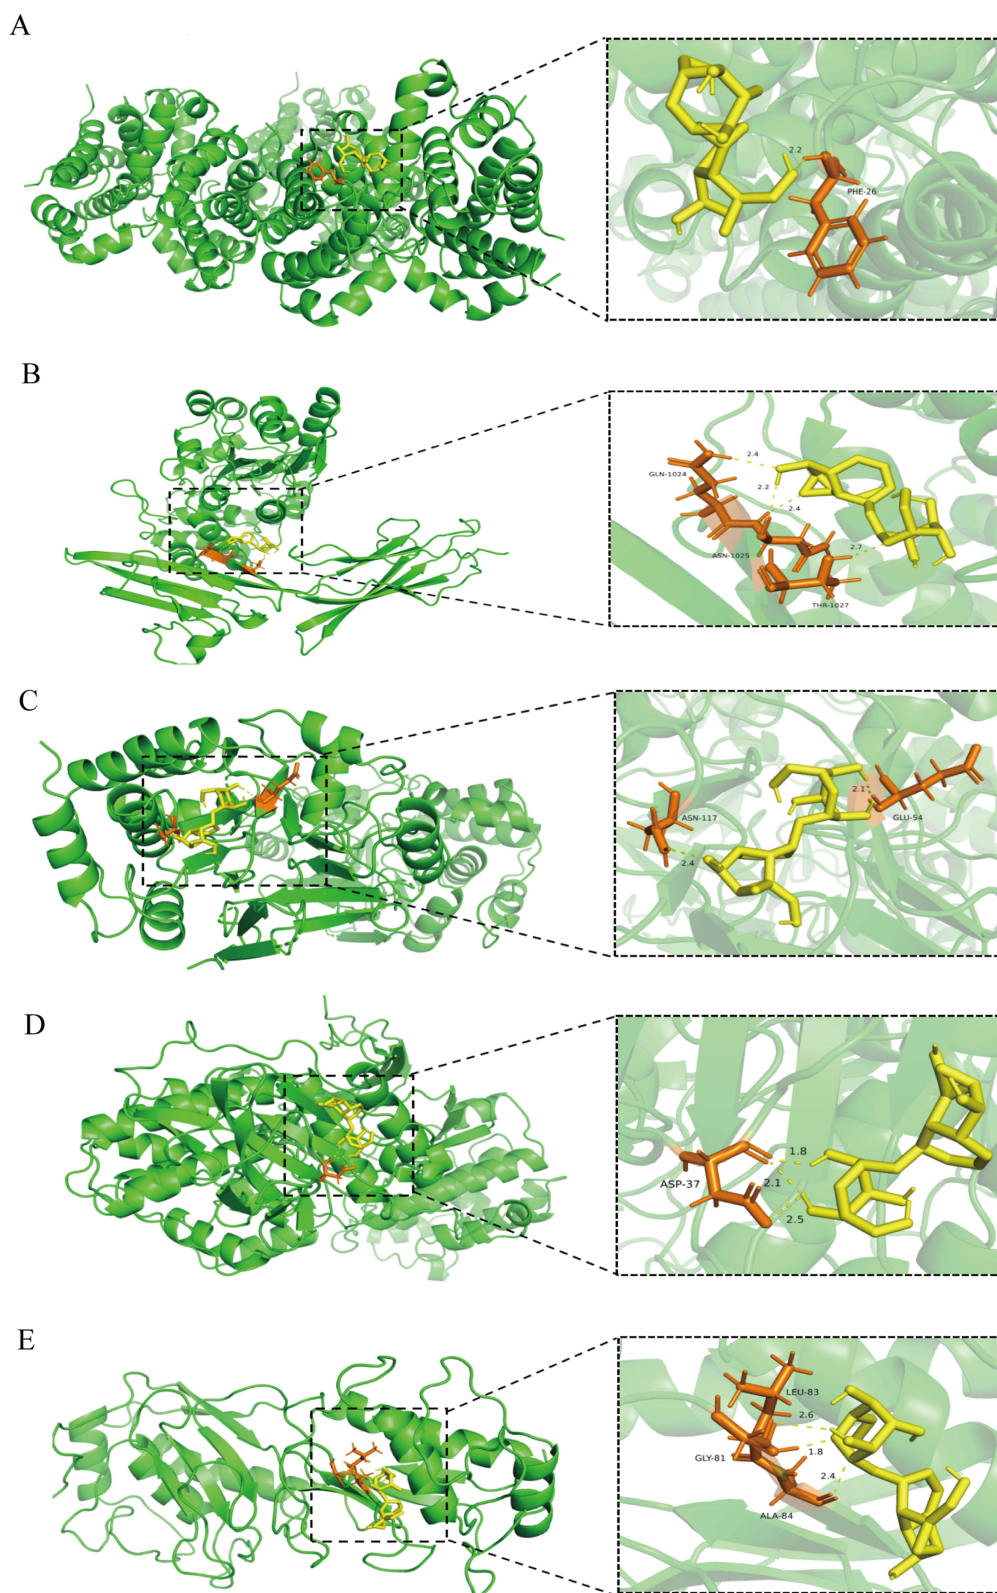 A
2.2
PHE-26
B
2.4
GLN-1024
2.2
2.4
ASN-1025
2.7
THR-1027
C
2.1
ASN-117
GLU-54
2.4
D
1.8
ASP-37
2.1
2.5
E
LEU-83
2.6
1.8
GLY-81
2.4
ALA-84